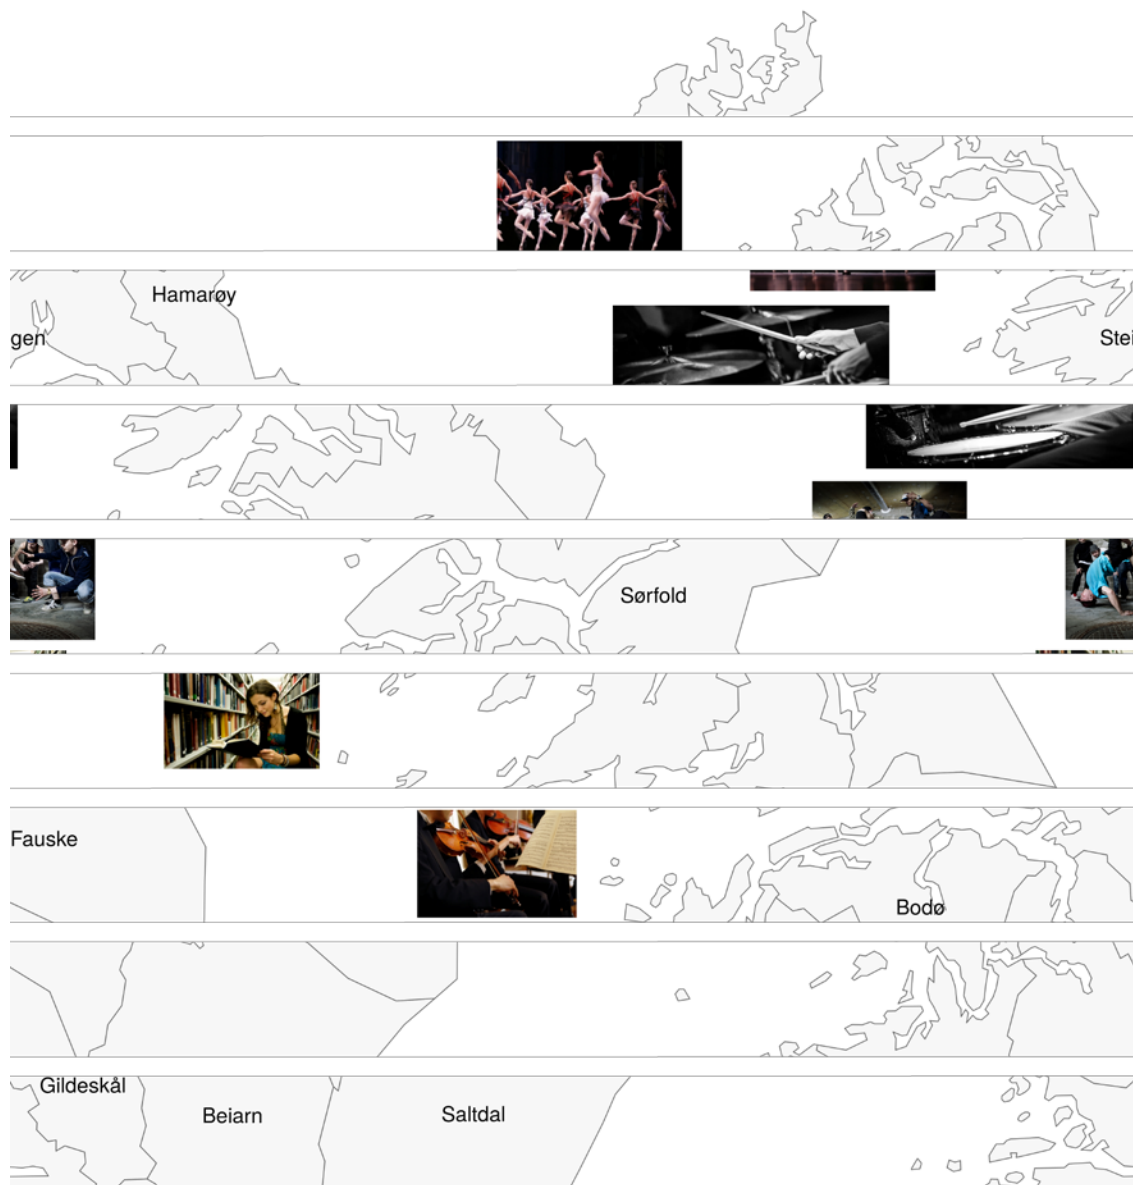 Hamarøy
gen
Stei
Sørfold
Fauske
Bodø
Gildeskål
Beiarn
Saltdal